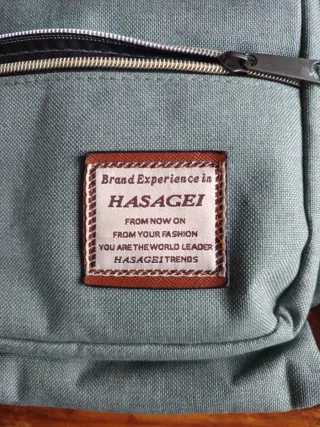 Brand Experience in
HASAGEI
FROM NOW ON
FROM YOUR FASHION
YOU ARE THE WORLD LEADER
HASAGEI TRENDS